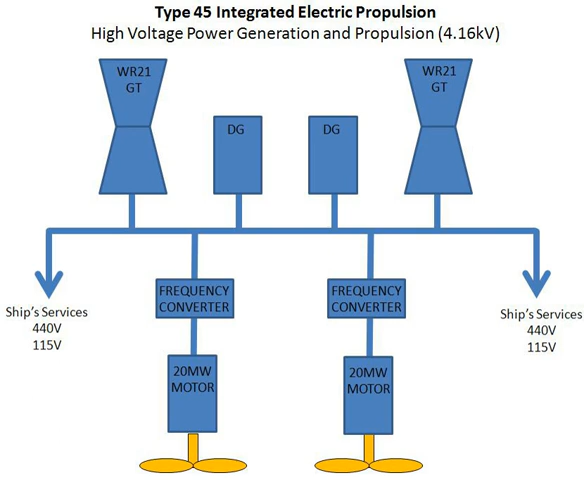 Type 45 Integrated Electric Propulsion
High Voltage Power Generation and Propulsion (4.16kV)
WR21
GT
DG
DG
WR21
GT
FREQUENCY
CONVERTER
FREQUENCY
CONVERTER
Ship's Services
440V
115V
Ship's Services
440V
115V
20MW
MOTOR
20MW
MOTOR